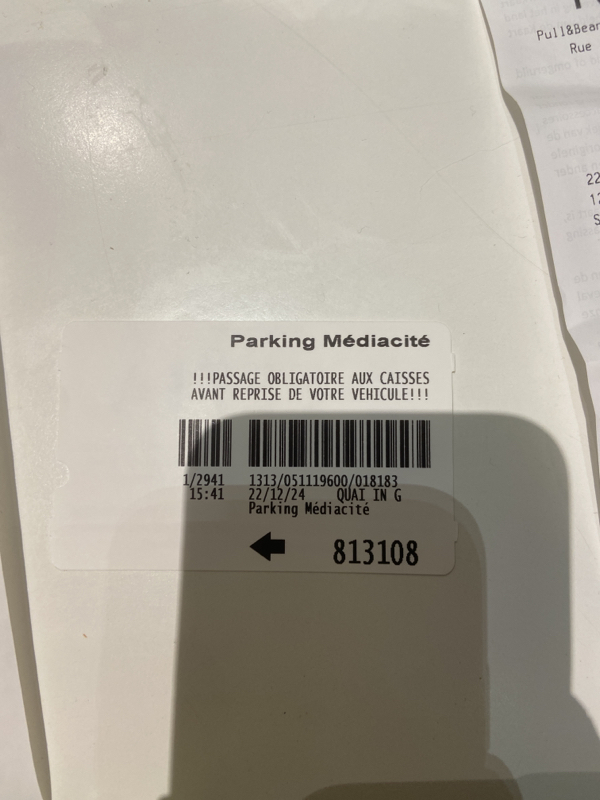 Pull&Bear
Rue
22
Parking Médiacité
!!!PASSAGE OBLIGATOIRE AUX CAISSES
AVANT REPRISE DE VOTRE VEHICULE!!!
1/2941 1313/051119600/018183
15:41 22/12/24 QUAI IN G
Parking Médiacité
813108